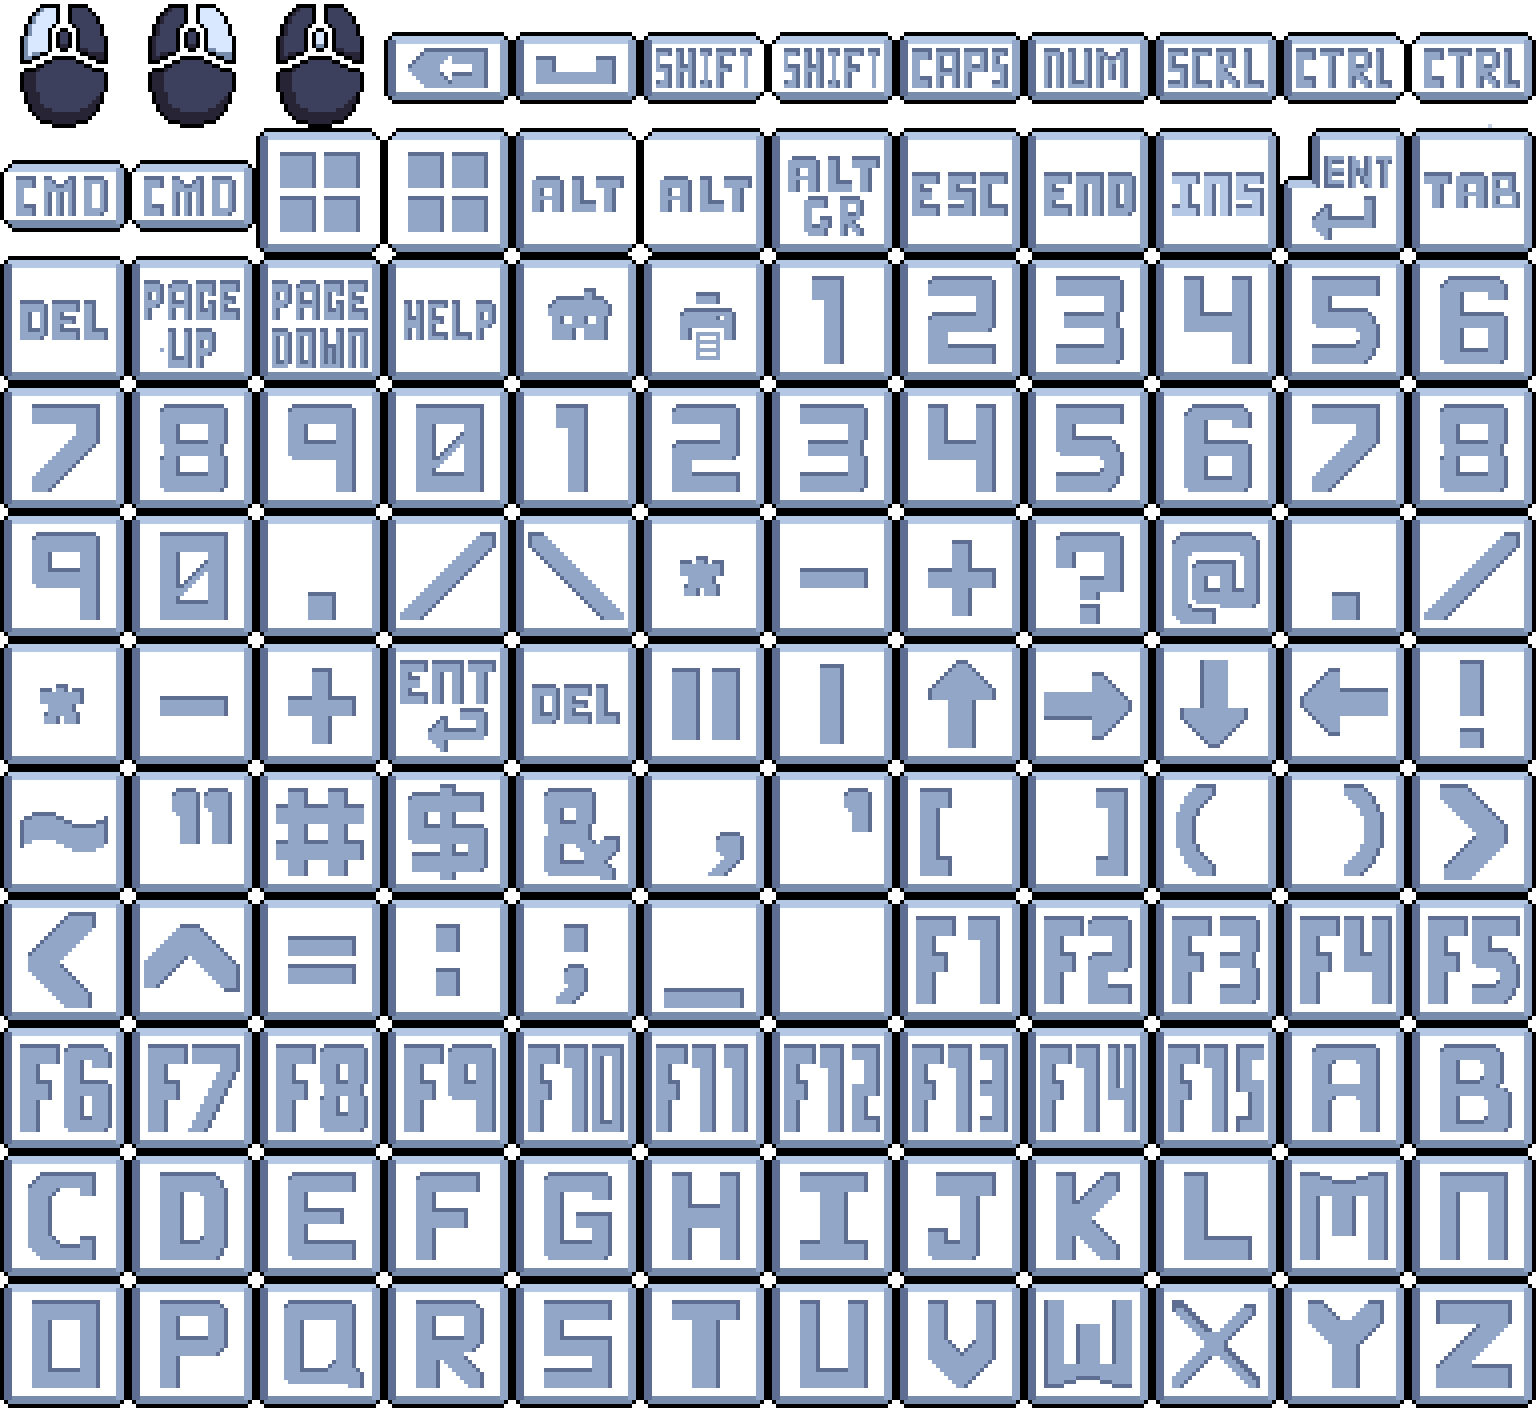 SHIFT SHIFT CAPS NUM SCRL CTRL CTRL
CMD CMD ALT ALT ALT GR ESC END INS ENT TAB
DEL PAGE UP PAGE DOWN HELP 1 2 3 4 5 6
7 8 9 0 1 2 3 4 5 6 7 8
9 0 . / \ * - + ? @ . /
* - + ENT DEL || | ↑ → ↓ ← !
~ " # $ & , ' [ ] ( ) >
< ^ = : ; _ F1 F2 F3 F4 F5
F6 F7 F8 F9 F10 F11 F12 F13 F14 F15 A B
C D E F G H I J K L M N
O P Q R S T U V W X Y Z